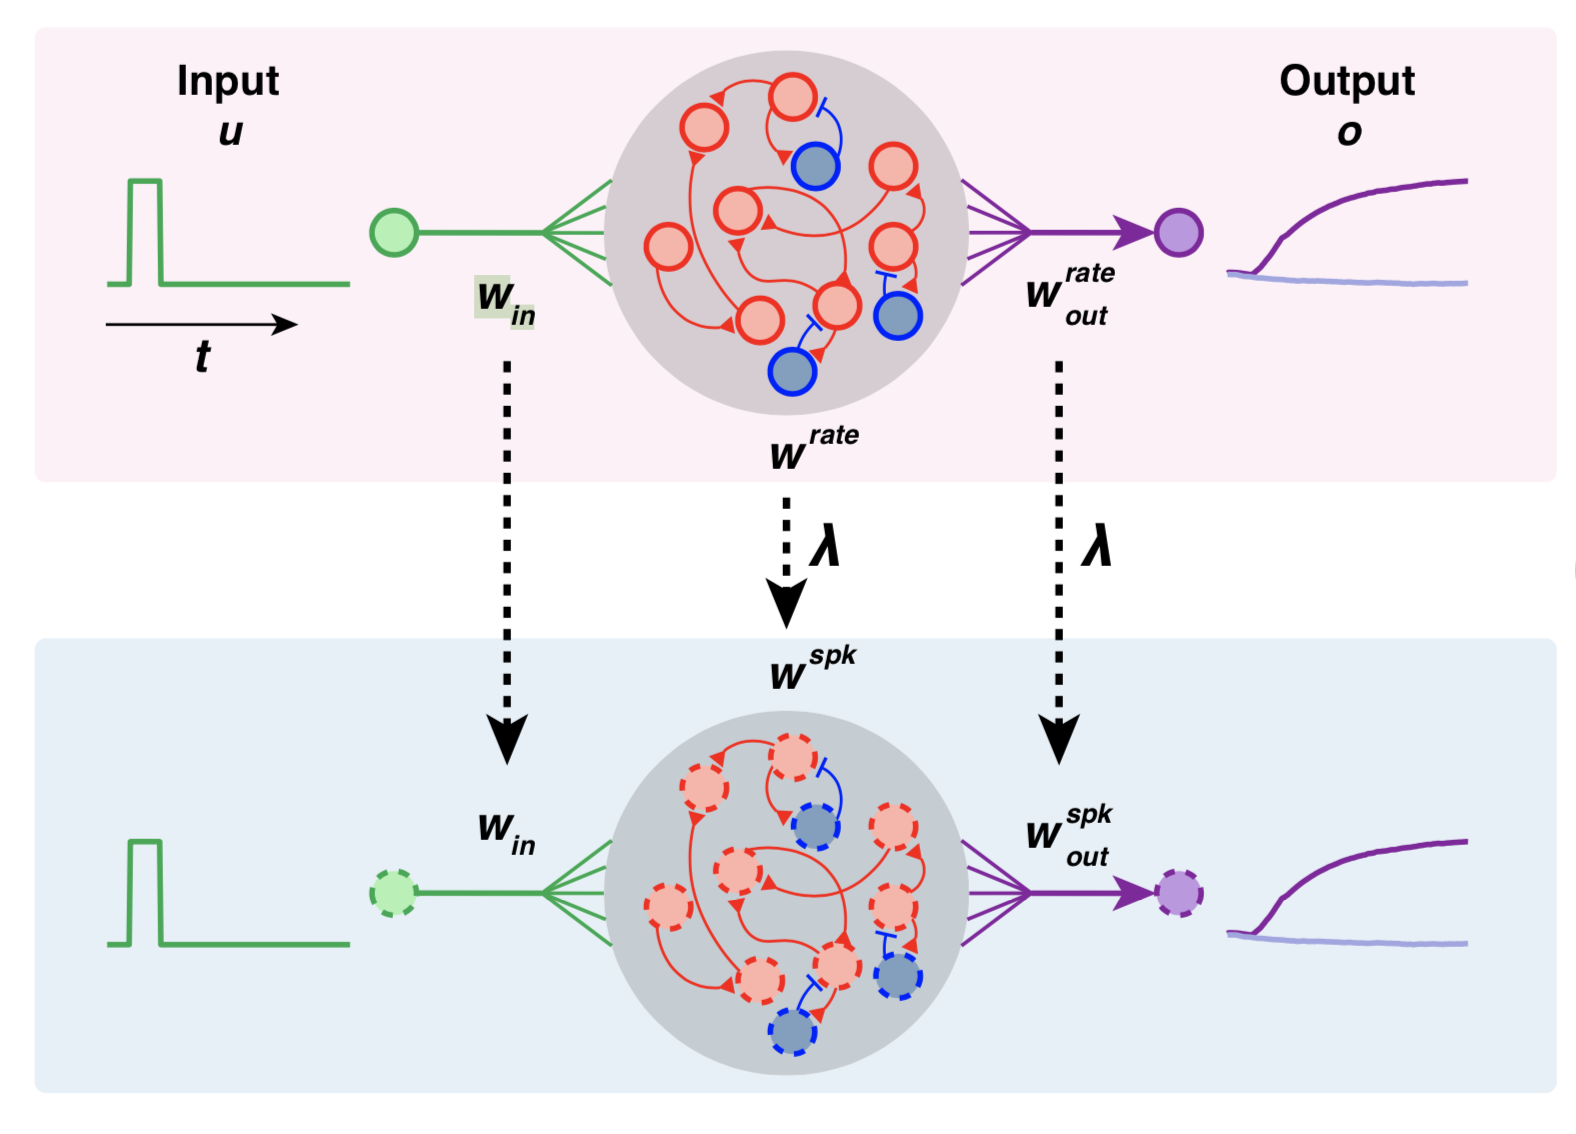 Input
u
Output
o
t
w_in
w^rate
w^rate_out
λ
λ
w^spk
w_in
w^spk_out